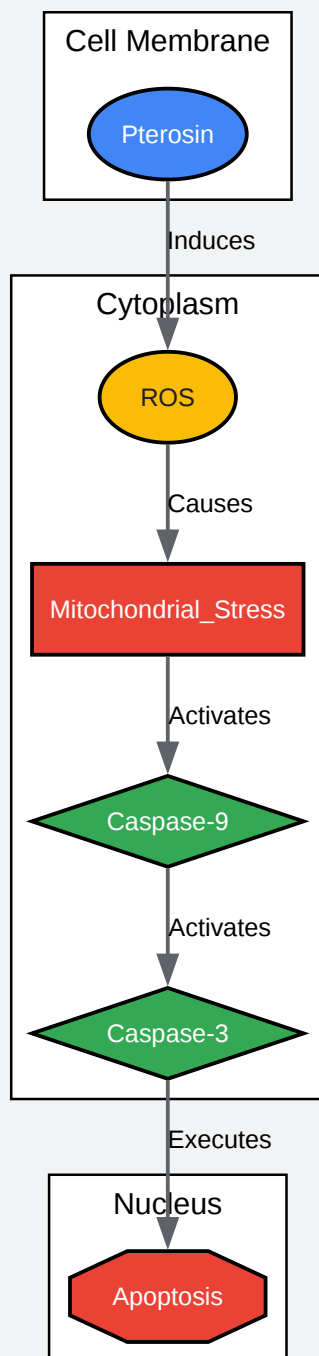 Cell Membrane
Pterosin
Induces
Cytoplasm
ROS
Causes
Mitochondrial_Stress
Activates
Caspase-9
Activates
Caspase-3
Executes
Nucleus
Apoptosis